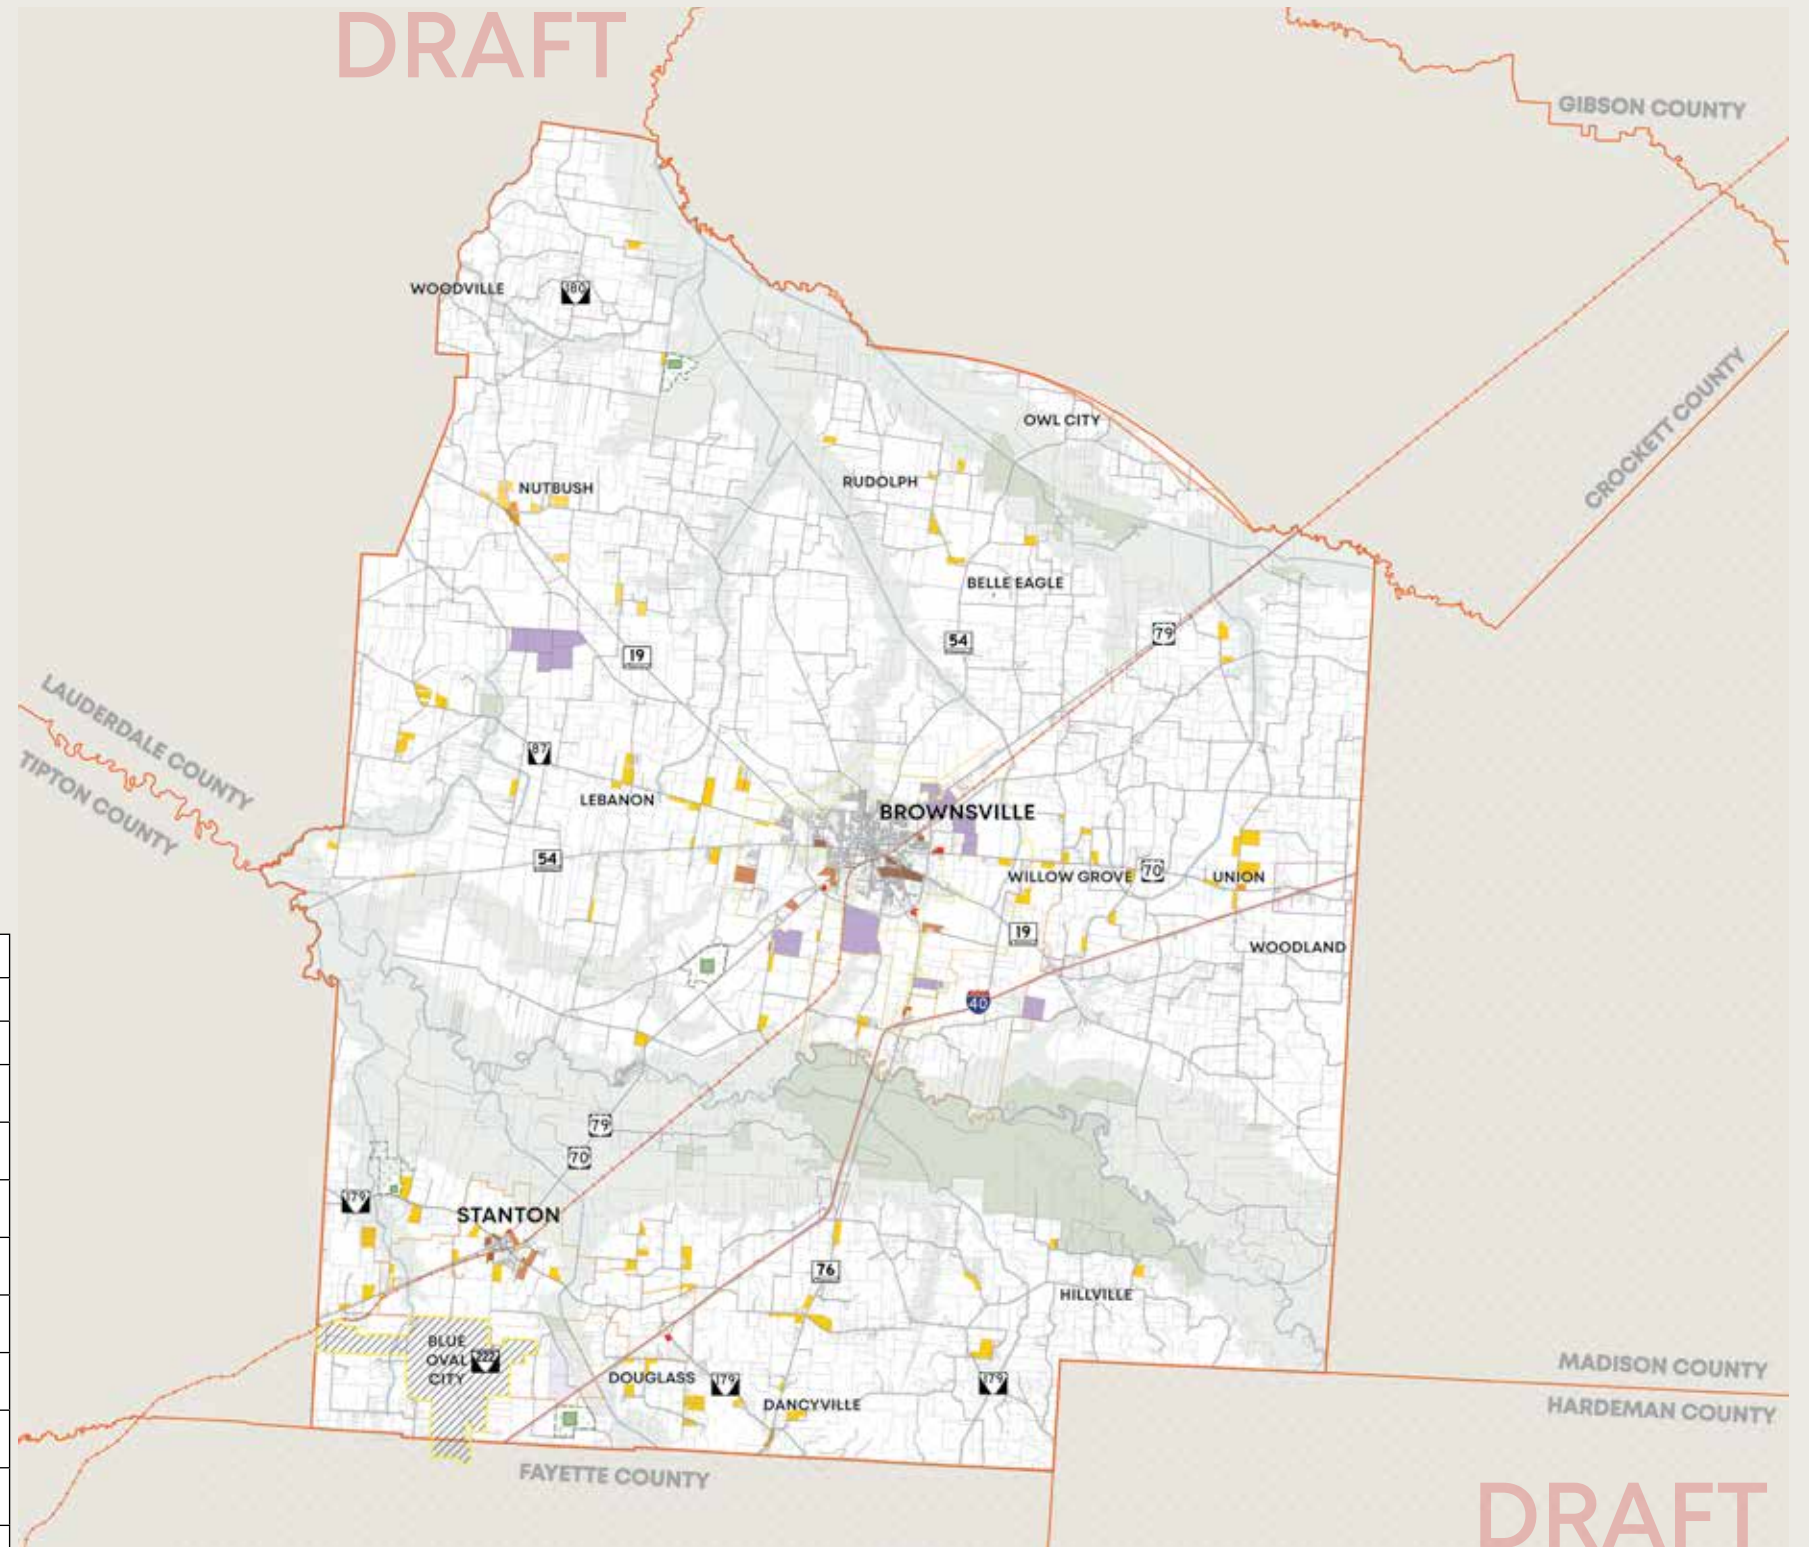 DRAFT
GIBSON COUNTY
WOODVILLE
180
CROCKETT COUNTY
OWL CITY
RUDOLPH
NUTBUSH
BELLE EAGLE
79
54
19
LAUDERDALE COUNTY
TIPTON COUNTY
87
LEBANON
BROWNSVILLE
54
WILLOW GROVE
70
UNION
19
WOODLAND
40
79
70
179
STANTON
76
HILLVILLE
BLUE
OVAL
CITY
222
DOUGLASS
179
179
DANCYVILLE
MADISON COUNTY
HARDEMAN COUNTY
FAYETTE COUNTY
DRAFT